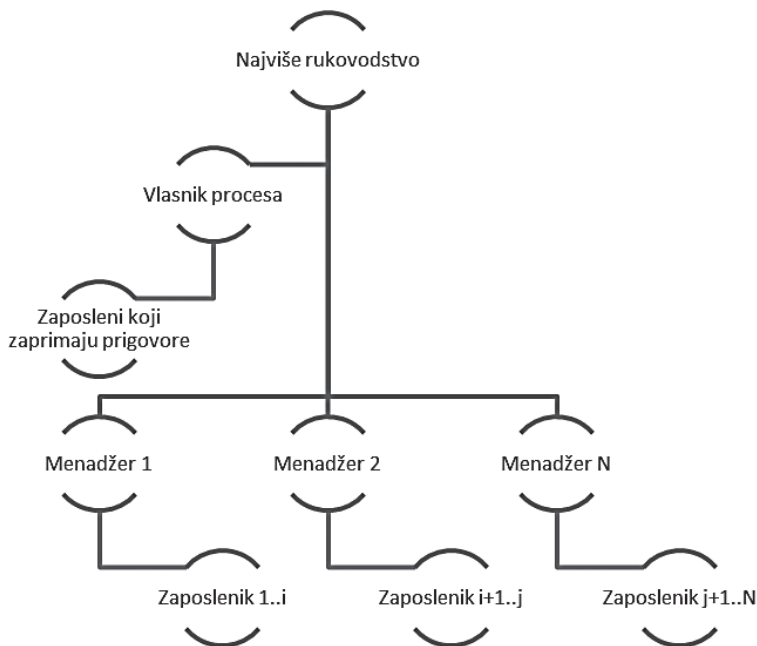 Najviše rukovodstvo
Vlasnik procesa
Zaposleni koji
zaprimaju prigovore
Menadžer 1
Menadžer 2
Menadžer N
Zaposlenik 1..i
Zaposlenik i+1..j
Zaposlenik j+1..N